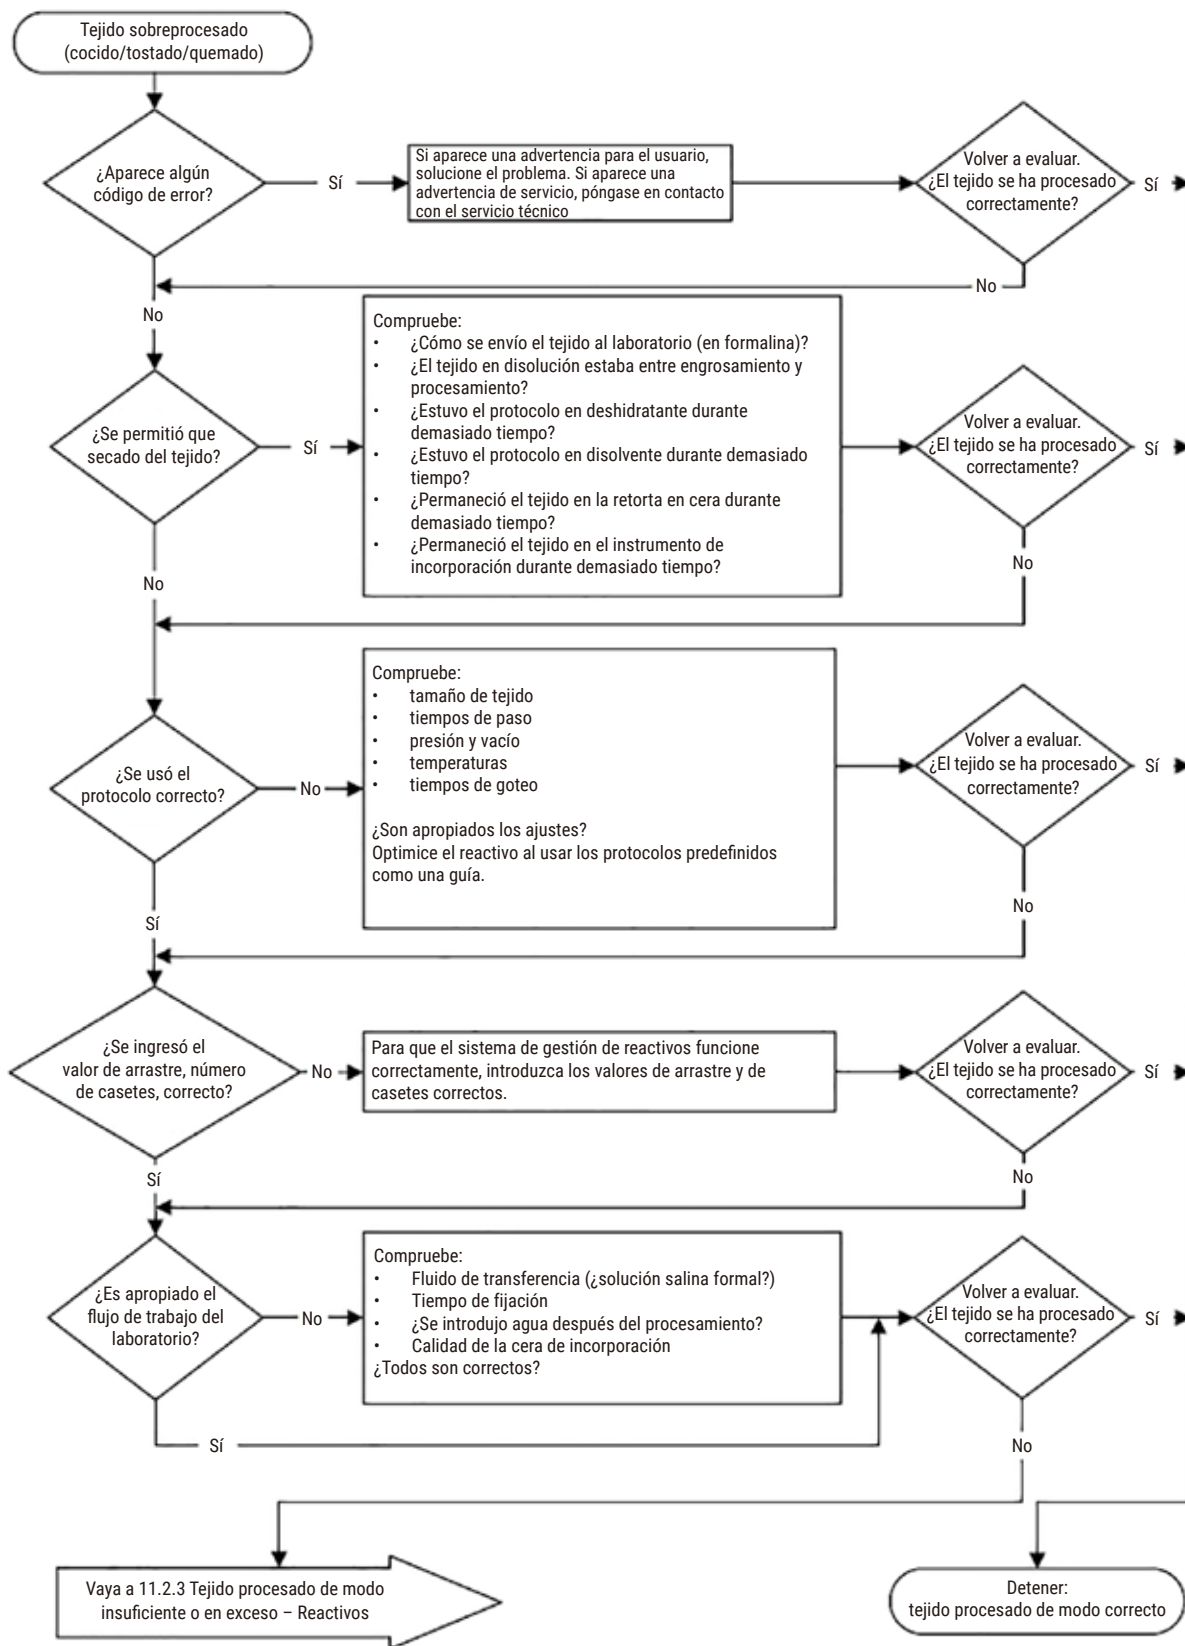 Tejido sobreprocesado
(cocido/tostado/quemado)
¿Aparece algún
código de error?
Sí
Si aparece una advertencia para el usuario,
solucione el problema. Si aparece una
advertencia de servicio, póngase en contacto
con el servicio técnico
Volver a evaluar.
¿El tejido se ha procesado
correctamente?
Sí
No
No
¿Se permitió que
secado del tejido?
Sí
Compruebe:
• ¿Cómo se envío el tejido al laboratorio (en formalina)?
• ¿El tejido en disolución estaba entre engrosamiento y
procesamiento?
• ¿Estuvo el protocolo en deshidratante durante
demasiado tiempo?
• ¿Estuvo el protocolo en disolvente durante demasiado
tiempo?
• ¿Permaneció el tejido en la retorta en cera durante
demasiado tiempo?
• ¿Permaneció el tejido en el instrumento de
incorporación durante demasiado tiempo?
Volver a evaluar.
¿El tejido se ha procesado
correctamente?
Sí
No
No
¿Se usó el
protocolo correcto?
No
Compruebe:
• tamaño de tejido
• tiempos de paso
• presión y vacío
• temperaturas
• tiempos de goteo
¿Son apropiados los ajustes?
Optimice el reactivo al usar los protocolos predefinidos
como una guía.
Volver a evaluar.
¿El tejido se ha procesado
correctamente?
Sí
No
Sí
¿Se ingresó el
valor de arrastre, número
de casetes, correcto?
No
Para que el sistema de gestión de reactivos funcione
correctamente, introduzca los valores de arrastre y de
casetes correctos.
Volver a evaluar.
¿El tejido se ha procesado
correctamente?
Sí
No
Sí
¿Es apropiado el
flujo de trabajo del
laboratorio?
No
Compruebe:
• Fluido de transferencia (¿solución salina formal?)
• Tiempo de fijación
• ¿Se introdujo agua después del procesamiento?
• Calidad de la cera de incorporación
¿Todos son correctos?
Volver a evaluar.
¿El tejido se ha procesado
correctamente?
Sí
Sí
No
Vaya a 11.2.3 Tejido procesado de modo
insuficiente o en exceso – Reactivos
Detener:
tejido procesado de modo correcto